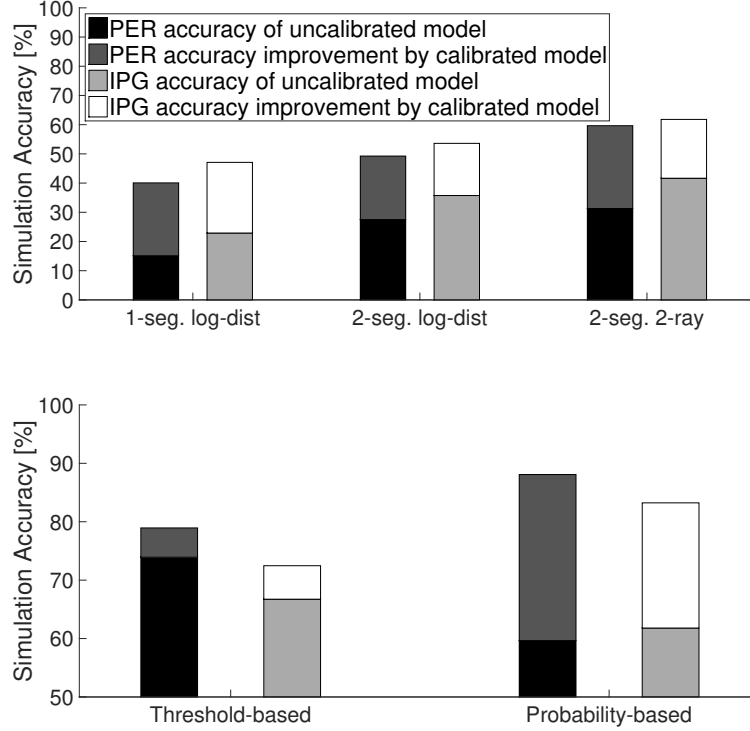 Simulation Accuracy [%]
100
90
80
70
60
50
40
30
20
10
0
PER accuracy of uncalibrated model
PER accuracy improvement by calibrated model
IPG accuracy of uncalibrated model
IPG accuracy improvement by calibrated model
1-seg. log-dist
2-seg. log-dist
2-seg. 2-ray
Simulation Accuracy [%]
100
90
80
70
60
50
Threshold-based
Probability-based